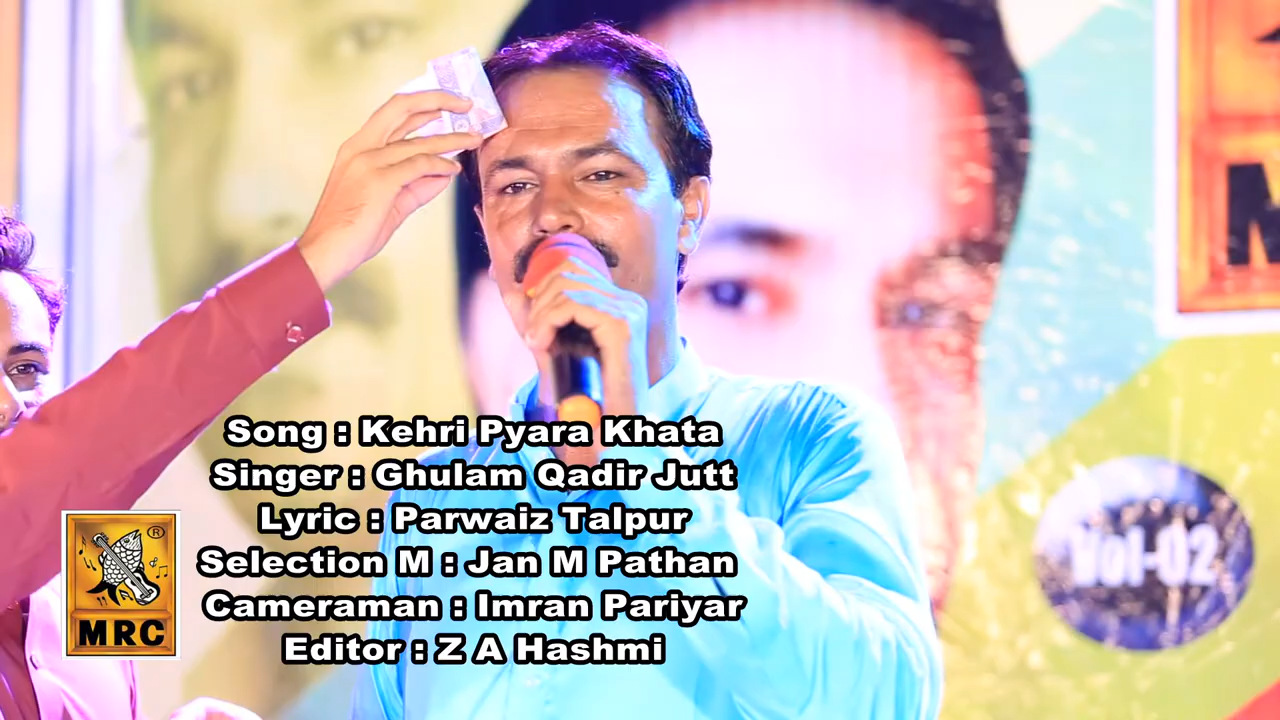 Song : Kehri Pyara Khata
Singer : Ghulam Qadir Jutt
Lyric : Parwaiz Talpur
Selection M : Jan M Pathan
Cameraman : Imran Pariyar
Editor : Z A Hashmi
®
MRC
Vol-02
M